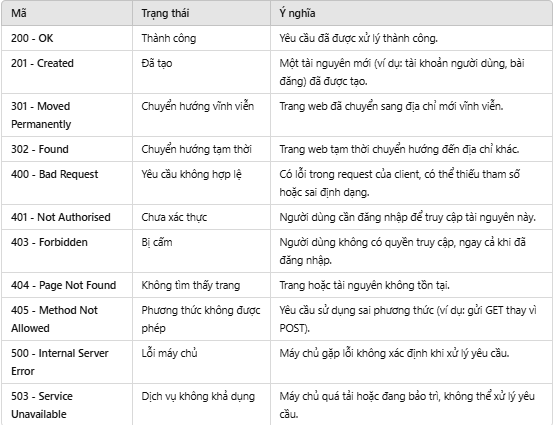 Mã Trạng thái Ý nghĩa
200 - OK Thành công Yêu cầu đã được xử lý thành công.
201 - Created Đã tạo Một tài nguyên mới (ví dụ: tài khoản người dùng, bài
đăng) đã được tạo.
301 - Moved Chuyển hướng vĩnh viễn Trang web đã chuyển sang địa chỉ mới vĩnh viễn.
Permanently
302 - Found Chuyển hướng tạm thời Trang web tạm thời chuyển hướng đến địa chỉ khác.
400 - Bad Request Yêu cầu không hợp lệ Có lỗi trong request của client, có thể thiếu tham số
hoặc sai định dạng.
401 - Not Authorised Chưa xác thực Người dùng cần đăng nhập để truy cập tài nguyên này.
403 - Forbidden Bị cấm Người dùng không có quyền truy cập, ngay cả khi đã
đăng nhập.
404 - Page Not Found Không tìm thấy trang Trang hoặc tài nguyên không tồn tại.
405 - Method Not Phương thức không được Yêu cầu sử dụng sai phương thức (ví dụ: gửi GET thay vì
Allowed phép POST).
500 - Internal Server Lỗi máy chủ Máy chủ gặp lỗi không xác định khi xử lý yêu cầu.
Error
503 - Service Dịch vụ không khả dụng Máy chủ quá tải hoặc đang bảo trì, không thể xử lý yêu
Unavailable cầu.